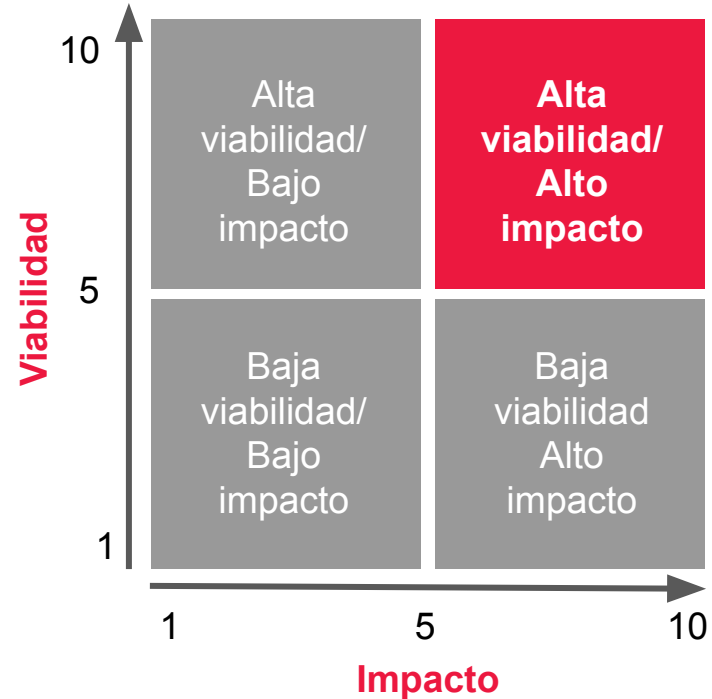 10
Alta
viabilidad/
Bajo
impacto
Alta
viabilidad/
Alto
impacto
Viabilidad
5
Baja
viabilidad/
Bajo
impacto
Baja
viabilidad
Alto
impacto
1
1
5
10
Impacto